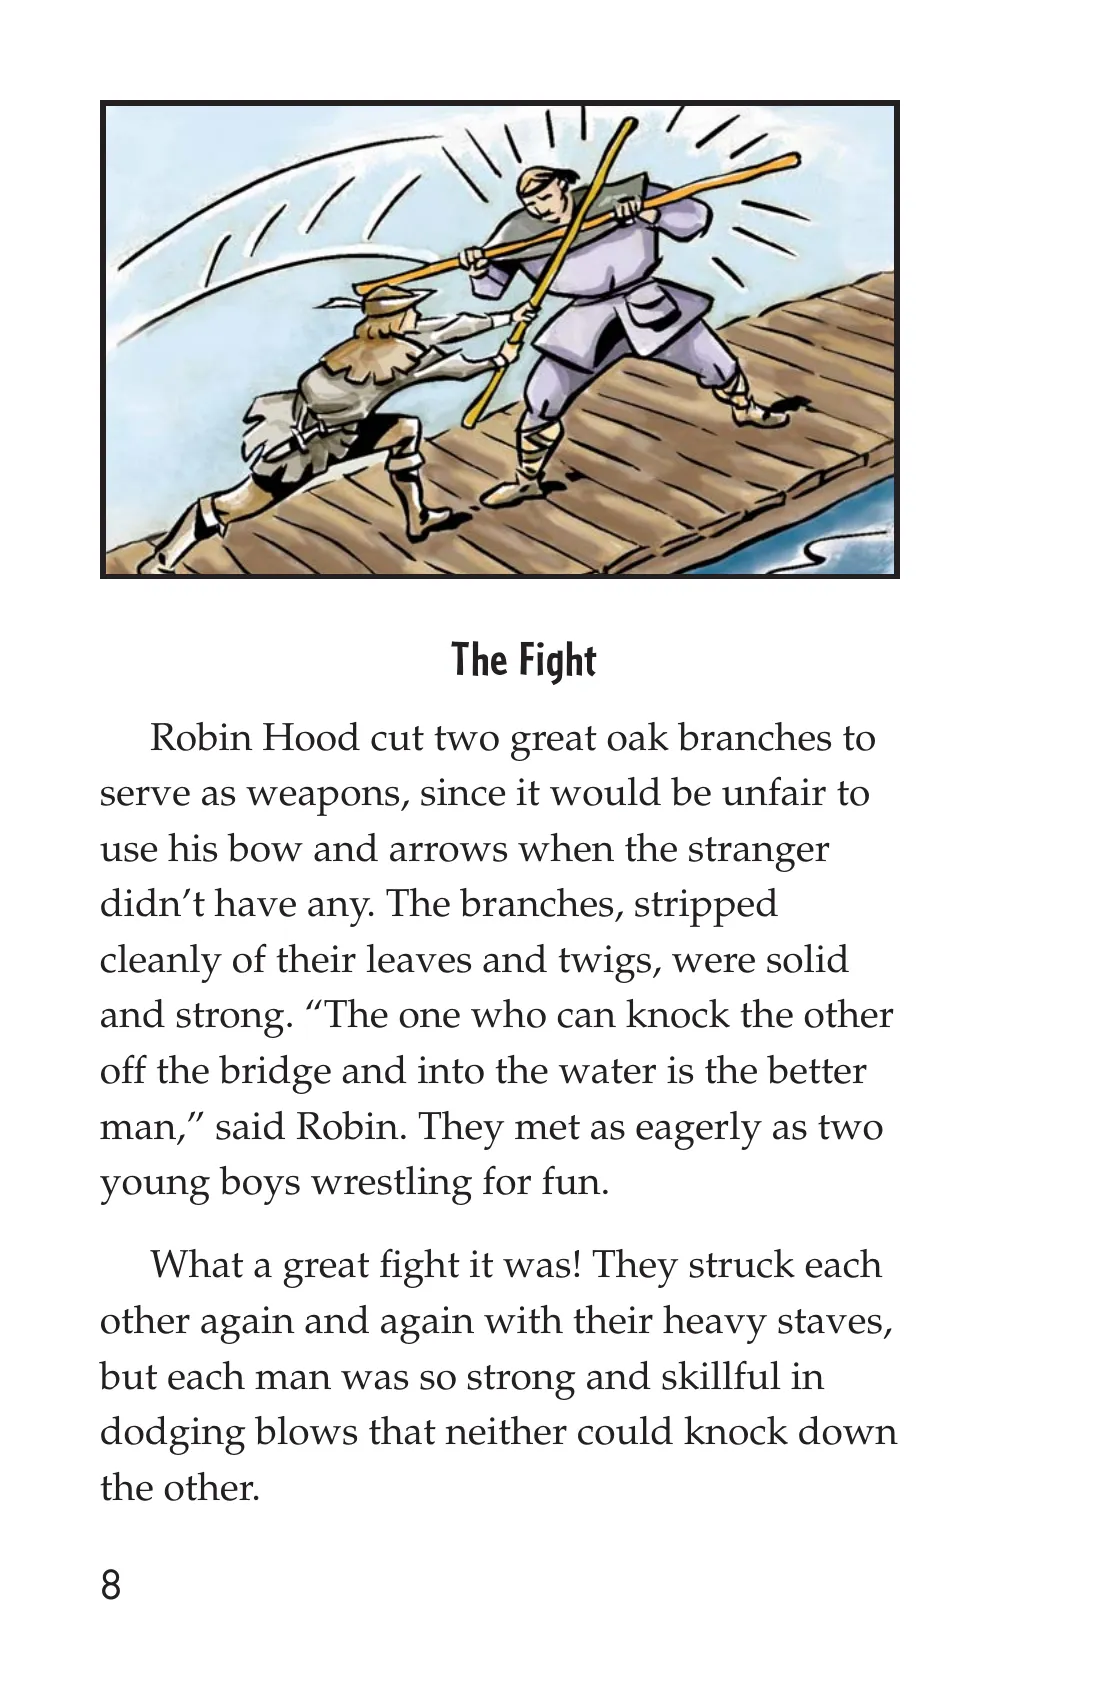 The Fight
Robin Hood cut two great oak branches to
serve as weapons, since it would be unfair to
use his bow and arrows when the stranger
didn’t have any. The branches, stripped
cleanly of their leaves and twigs, were solid
and strong. “The one who can knock the other
off the bridge and into the water is the better
man,” said Robin. They met as eagerly as two
young boys wrestling for fun.
What a great fight it was! They struck each
other again and again with their heavy staves,
but each man was so strong and skillful in
dodging blows that neither could knock down
the other.
8